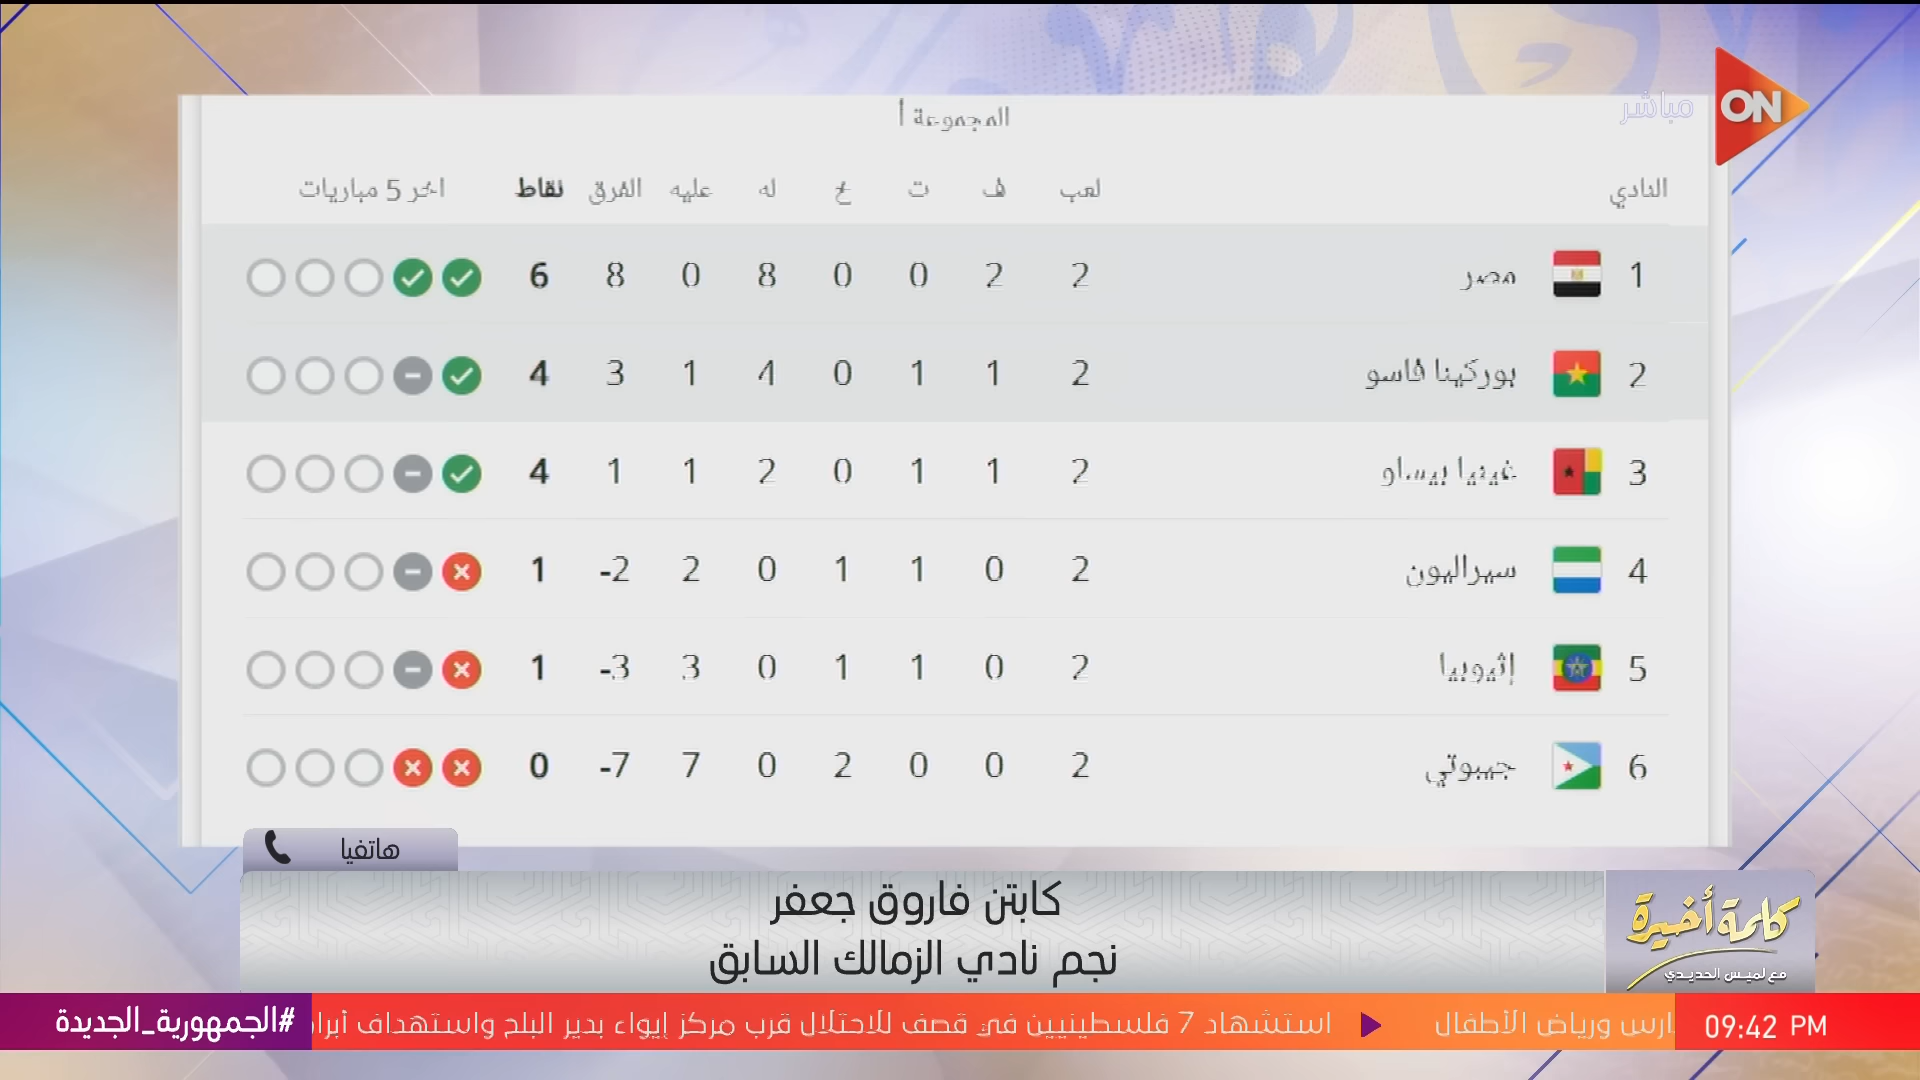 ON
مباشر
المجموعة أ
النادي لعب ف ت خ له عليه الفرق نقاط اخر 5 مباريات
1 مصر 2 2 0 0 8 0 8 6
2 بوركينا فاسو 2 1 1 0 4 1 3 4
3 غينيا بيساو 2 1 1 0 2 1 1 4
4 سيراليون 2 0 1 1 0 2 -2 1
5 إثيوبيا 2 0 1 1 0 3 -3 1
6 جيبوتي 2 0 0 2 0 7 -7 0
هاتفيا
كابتن فاروق جعفر
نجم نادي الزمالك السابق
كلمة أخيرة
مع لميس الحديدي
09:42 PM
ارس ورياض الأطفال
استشهاد 7 فلسطينيين في قصف للاحتلال قرب مركز إيواء بدير البلح واستهداف أبرا
#الجمهورية_الجديدة